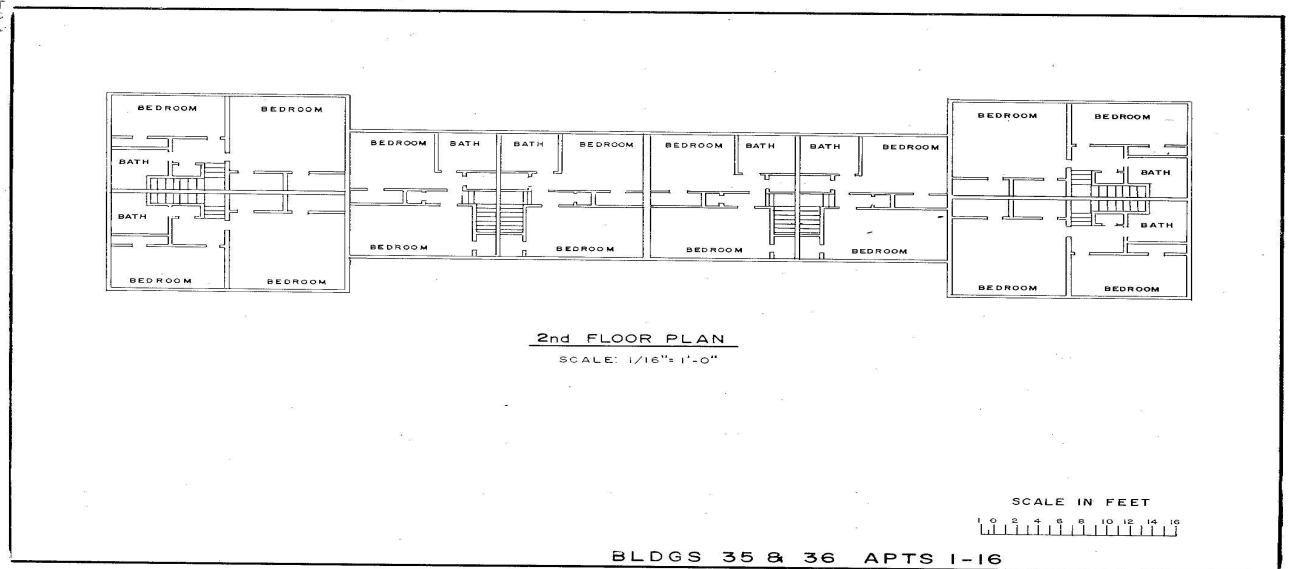 BEDROOM BEDROOM BEDROOM BEDROOM
BEDROOM BATH BATH BEDROOM BEDROOM BATH BATH BEDROOM
BATH BATH
BATH BATH
BEDROOM BEDROOM BEDROOM BEDROOM
BEDROOM BEDROOM BEDROOM BEDROOM
2nd FLOOR PLAN
SCALE: 1/16"= 1'-0"
SCALE IN FEET
1 0 2 4 6 8 10 12 14 16
BLDGS 35 & 36 APTS 1-16